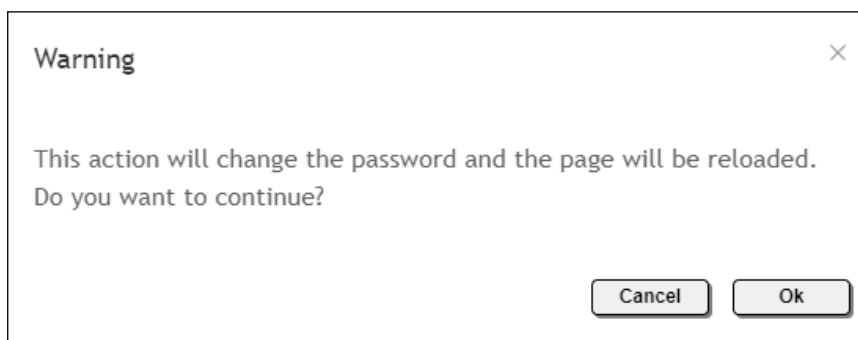 Warning
This action will change the password and the page will be reloaded.
Do you want to continue?
Cancel Ok